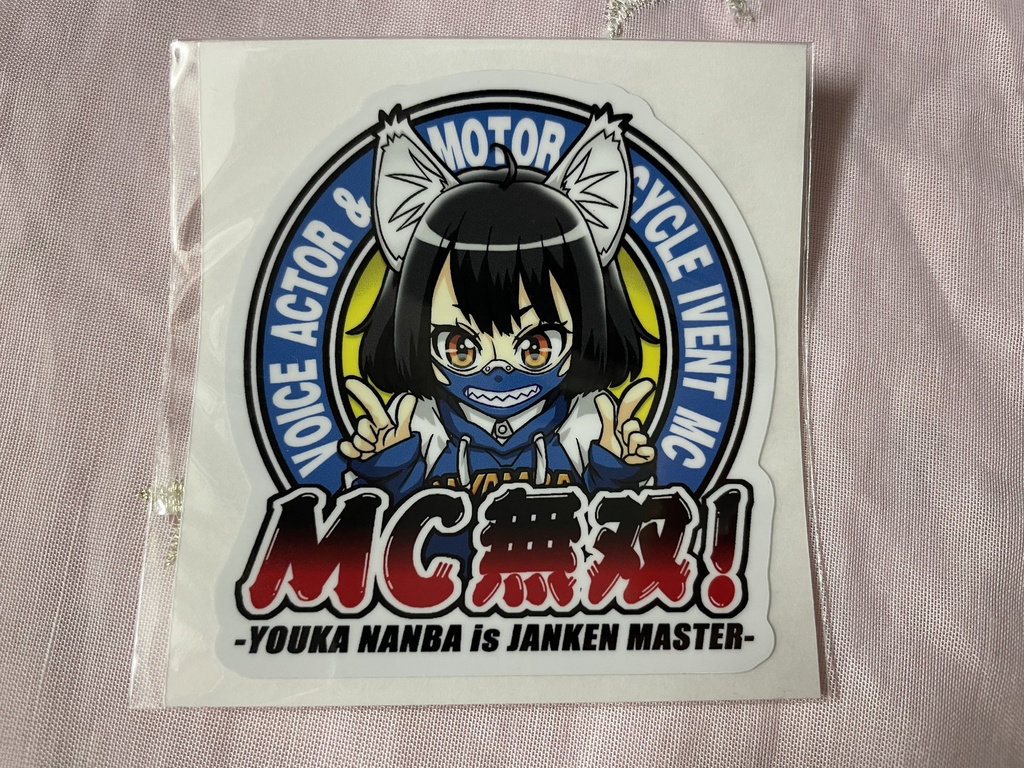 VOICE ACTOR & MOTOR CYCLE IVENT MC
MC無双!
-YOUKA NANBA is JANKEN MASTER-